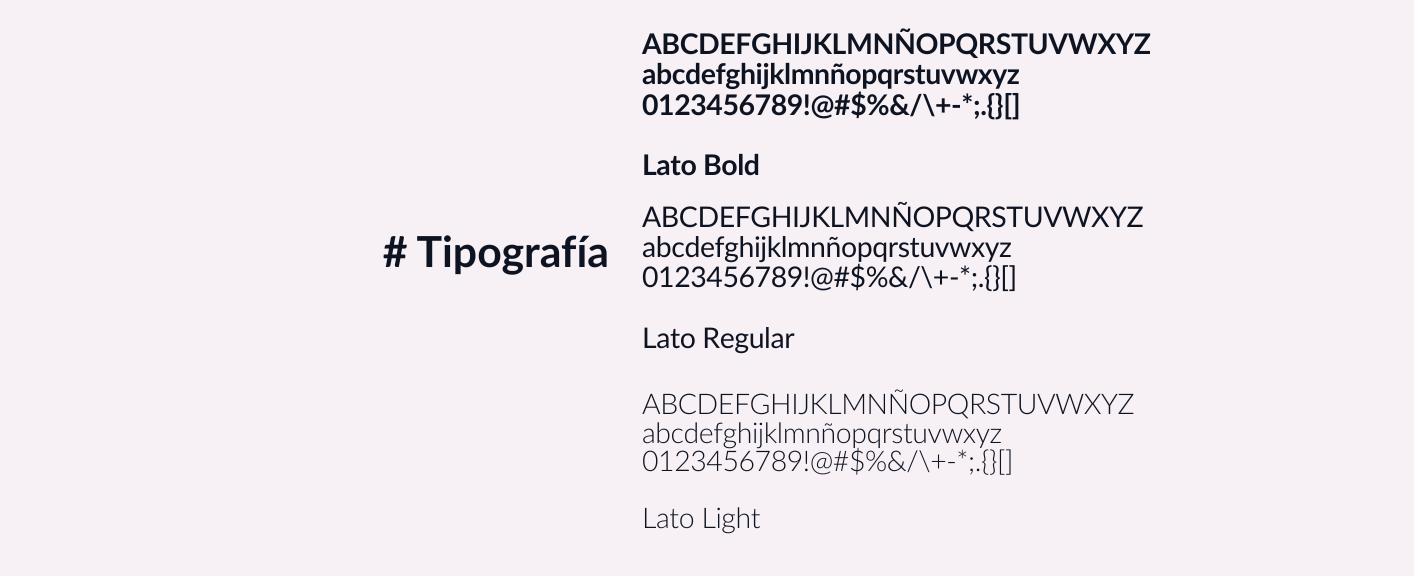 # Tipografía
ABCDEFGHIJKLMNÑOPQRSTUVWXYZ
abcdefghijklmnñopqrstuvwxyz
0123456789!@#$%&/\+-*;.{}[]
Lato Bold
ABCDEFGHIJKLMNÑOPQRSTUVWXYZ
abcdefghijklmnñopqrstuvwxyz
0123456789!@#$%&/\+-*;.{}[]
Lato Regular
ABCDEFGHIJKLMNÑOPQRSTUVWXYZ
abcdefghijklmnñopqrstuvwxyz
0123456789!@#$%&/\+-*;.{}[]
Lato Light